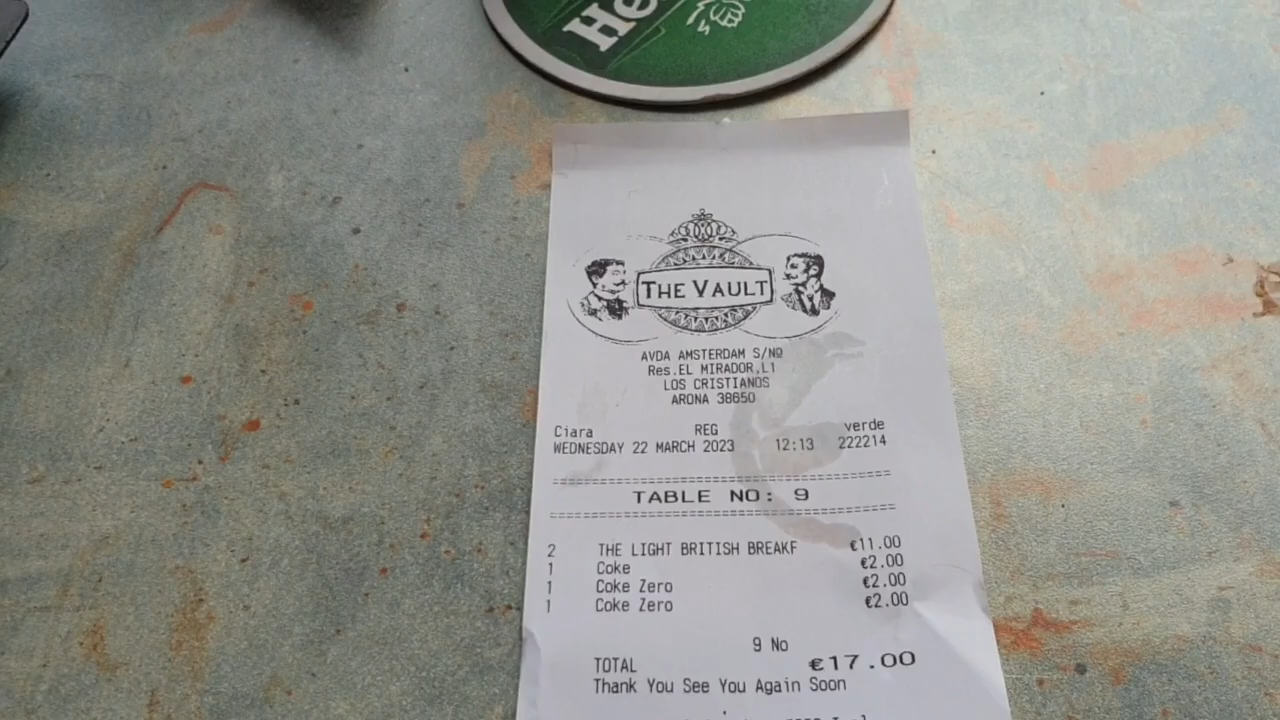 He
THE VAULT
AVDA AMSTERDAM S/Nº
Res.EL MIRADOR,L1
LOS CRISTIANOS
ARONA 38650
Ciara REG verde
WEDNESDAY 22 MARCH 2023 12:13 222214
TABLE NO: 9
2 THE LIGHT BRITISH BREAKF €11.00
1 Coke €2.00
1 Coke Zero €2.00
1 Coke Zero €2.00
9 No
TOTAL €17.00
Thank You See You Again Soon